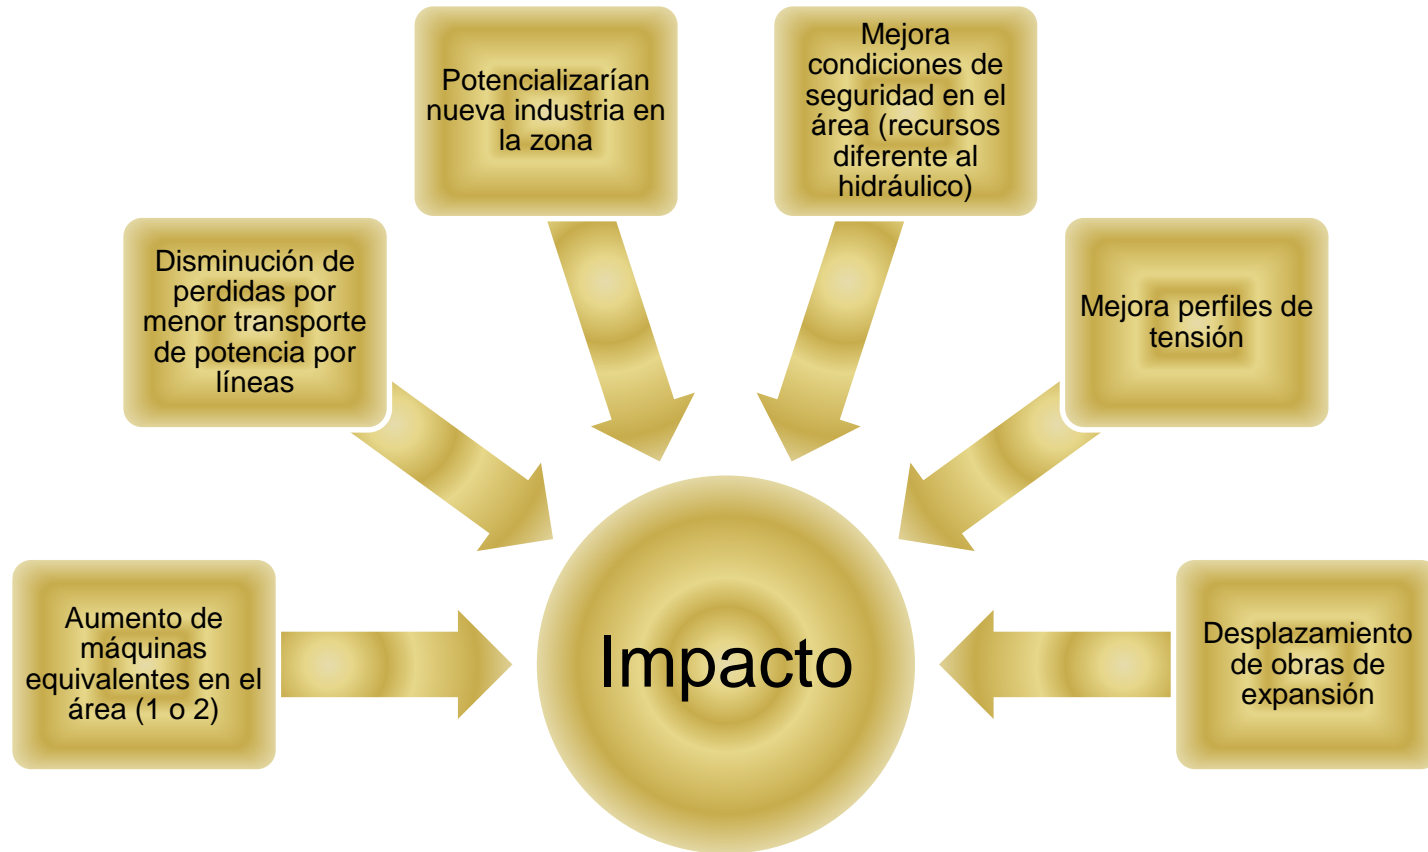 Potencializarían
nueva industria en
la zona
Mejora
condiciones de
seguridad en el
área (recursos
diferente al
hidráulico)
Disminución de
perdidas por
menor transporte
de potencia por
líneas
Mejora perfiles de
tensión
Aumento de
máquinas
equivalentes en el
área (1 o 2)
Impacto
Desplazamiento
de obras de
expansión